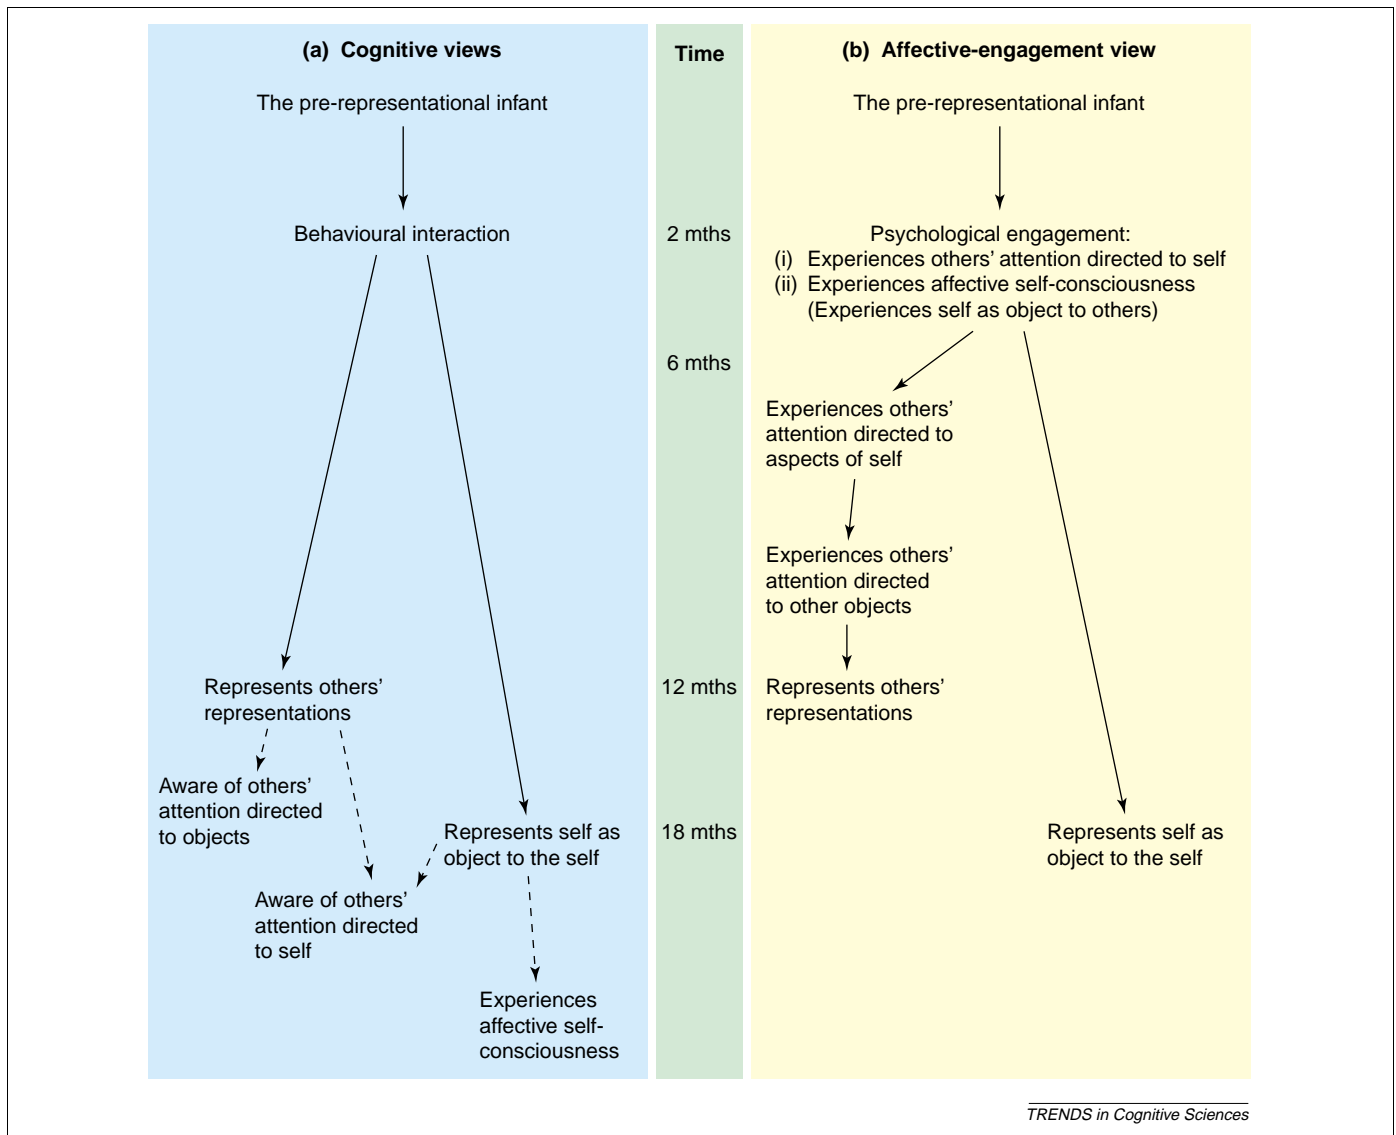 (a) Cognitive views
The pre-representational infant
Behavioural interaction
Represents others’
representations
Aware of others’
attention directed
to objects
Represents self as
object to the self
Aware of others’
attention directed
to self
Experiences
affective self-
consciousness
Time
2 mths
6 mths
12 mths
18 mths
(b) Affective-engagement view
The pre-representational infant
Psychological engagement:
(i) Experiences others’ attention directed to self
(ii) Experiences affective self-consciousness
(Experiences self as object to others)
Experiences others’
attention directed to
aspects of self
Experiences others’
attention directed
to other objects
Represents others’
representations
Represents self as
object to the self
TRENDS in Cognitive Sciences